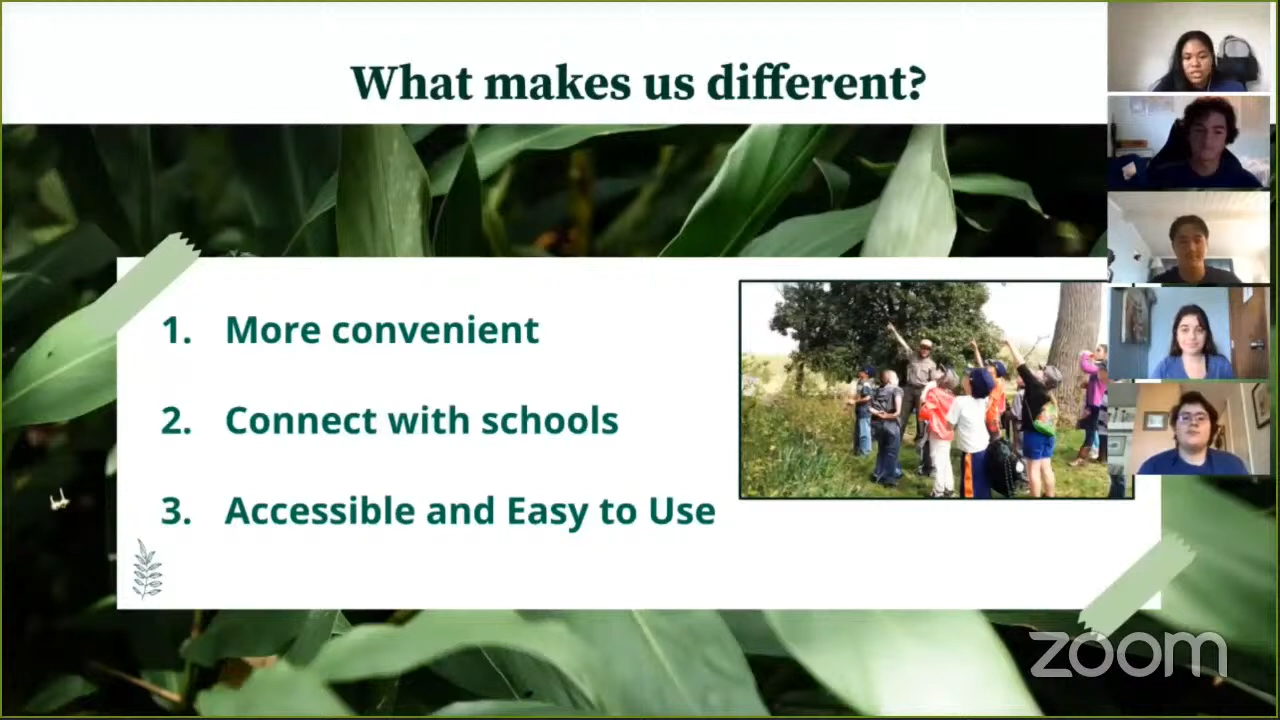 What makes us different?
1. More convenient
2. Connect with schools
3. Accessible and Easy to Use
zoom